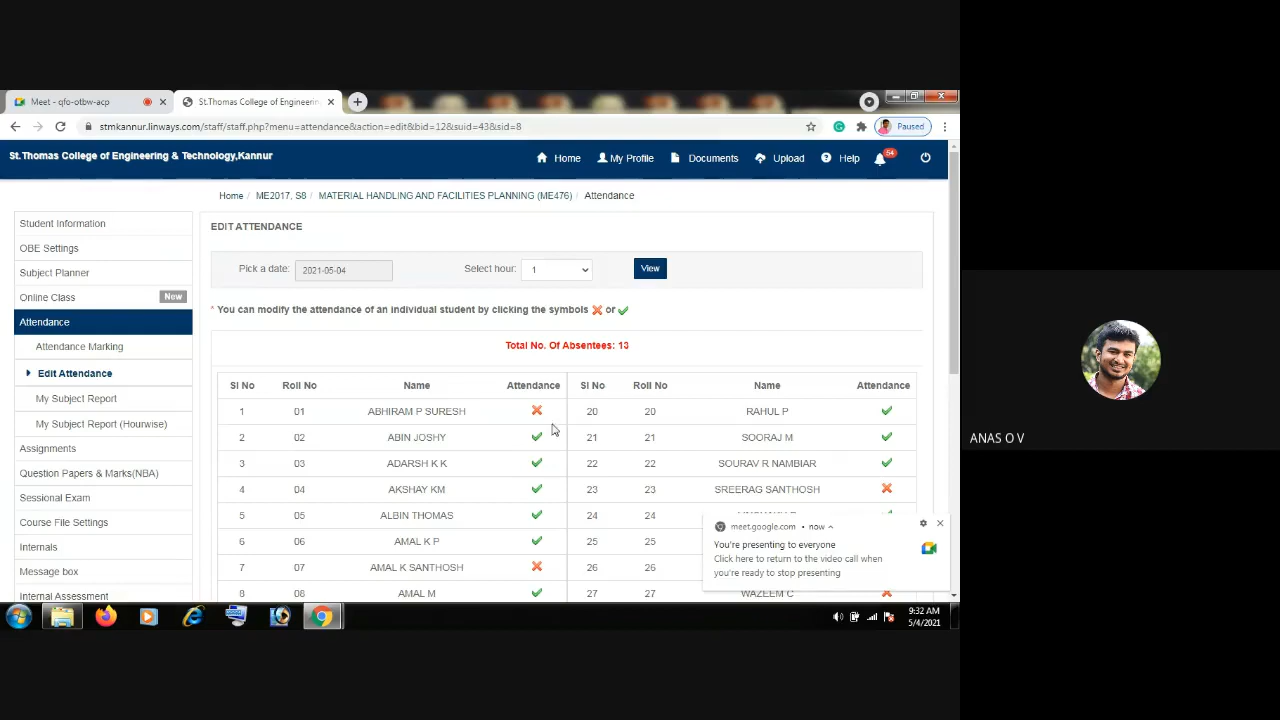 Meet - qfo-otbw-acp
St.Thomas College of Engineerin
stmkannur.linways.com/staff/staff.php?menu=attendance&action=edit&bid=12&suid=43&sid=8
Paused
St.Thomas College of Engineering & Technology,Kannur
Home My Profile Documents Upload Help 54
Home / ME2017, S8 / MATERIAL HANDLING AND FACILITIES PLANNING (ME476) / Attendance
Student Information
OBE Settings
Subject Planner
Online Class New
Attendance
Attendance Marking
Edit Attendance
My Subject Report
My Subject Report (Hourwise)
Assignments
Question Papers & Marks(NBA)
Sessional Exam
Course File Settings
Internals
Message box
Internal Assessment
EDIT ATTENDANCE
Pick a date: 2021-05-04 Select hour: 1 View
* You can modify the attendance of an individual student by clicking the symbols or
Total No. Of Absentees: 13
Sl No Roll No Name Attendance Sl No Roll No Name Attendance
1 01 ABHIRAM P SURESH 20 20 RAHUL P
2 02 ABIN JOSHY 21 21 SOORAJ M
3 03 ADARSH K K 22 22 SOURAV R NAMBIAR
4 04 AKSHAY KM 23 23 SREERAG SANTHOSH
5 05 ALBIN THOMAS 24 24
6 06 AMAL K P 25 25
7 07 AMAL K SANTHOSH 26 26
8 08 AMAL M 27 27 WAZEEM C
meet.google.com • now
You're presenting to everyone
Click here to return to the video call when
you're ready to stop presenting
9:32 AM
5/4/2021
ANAS O V